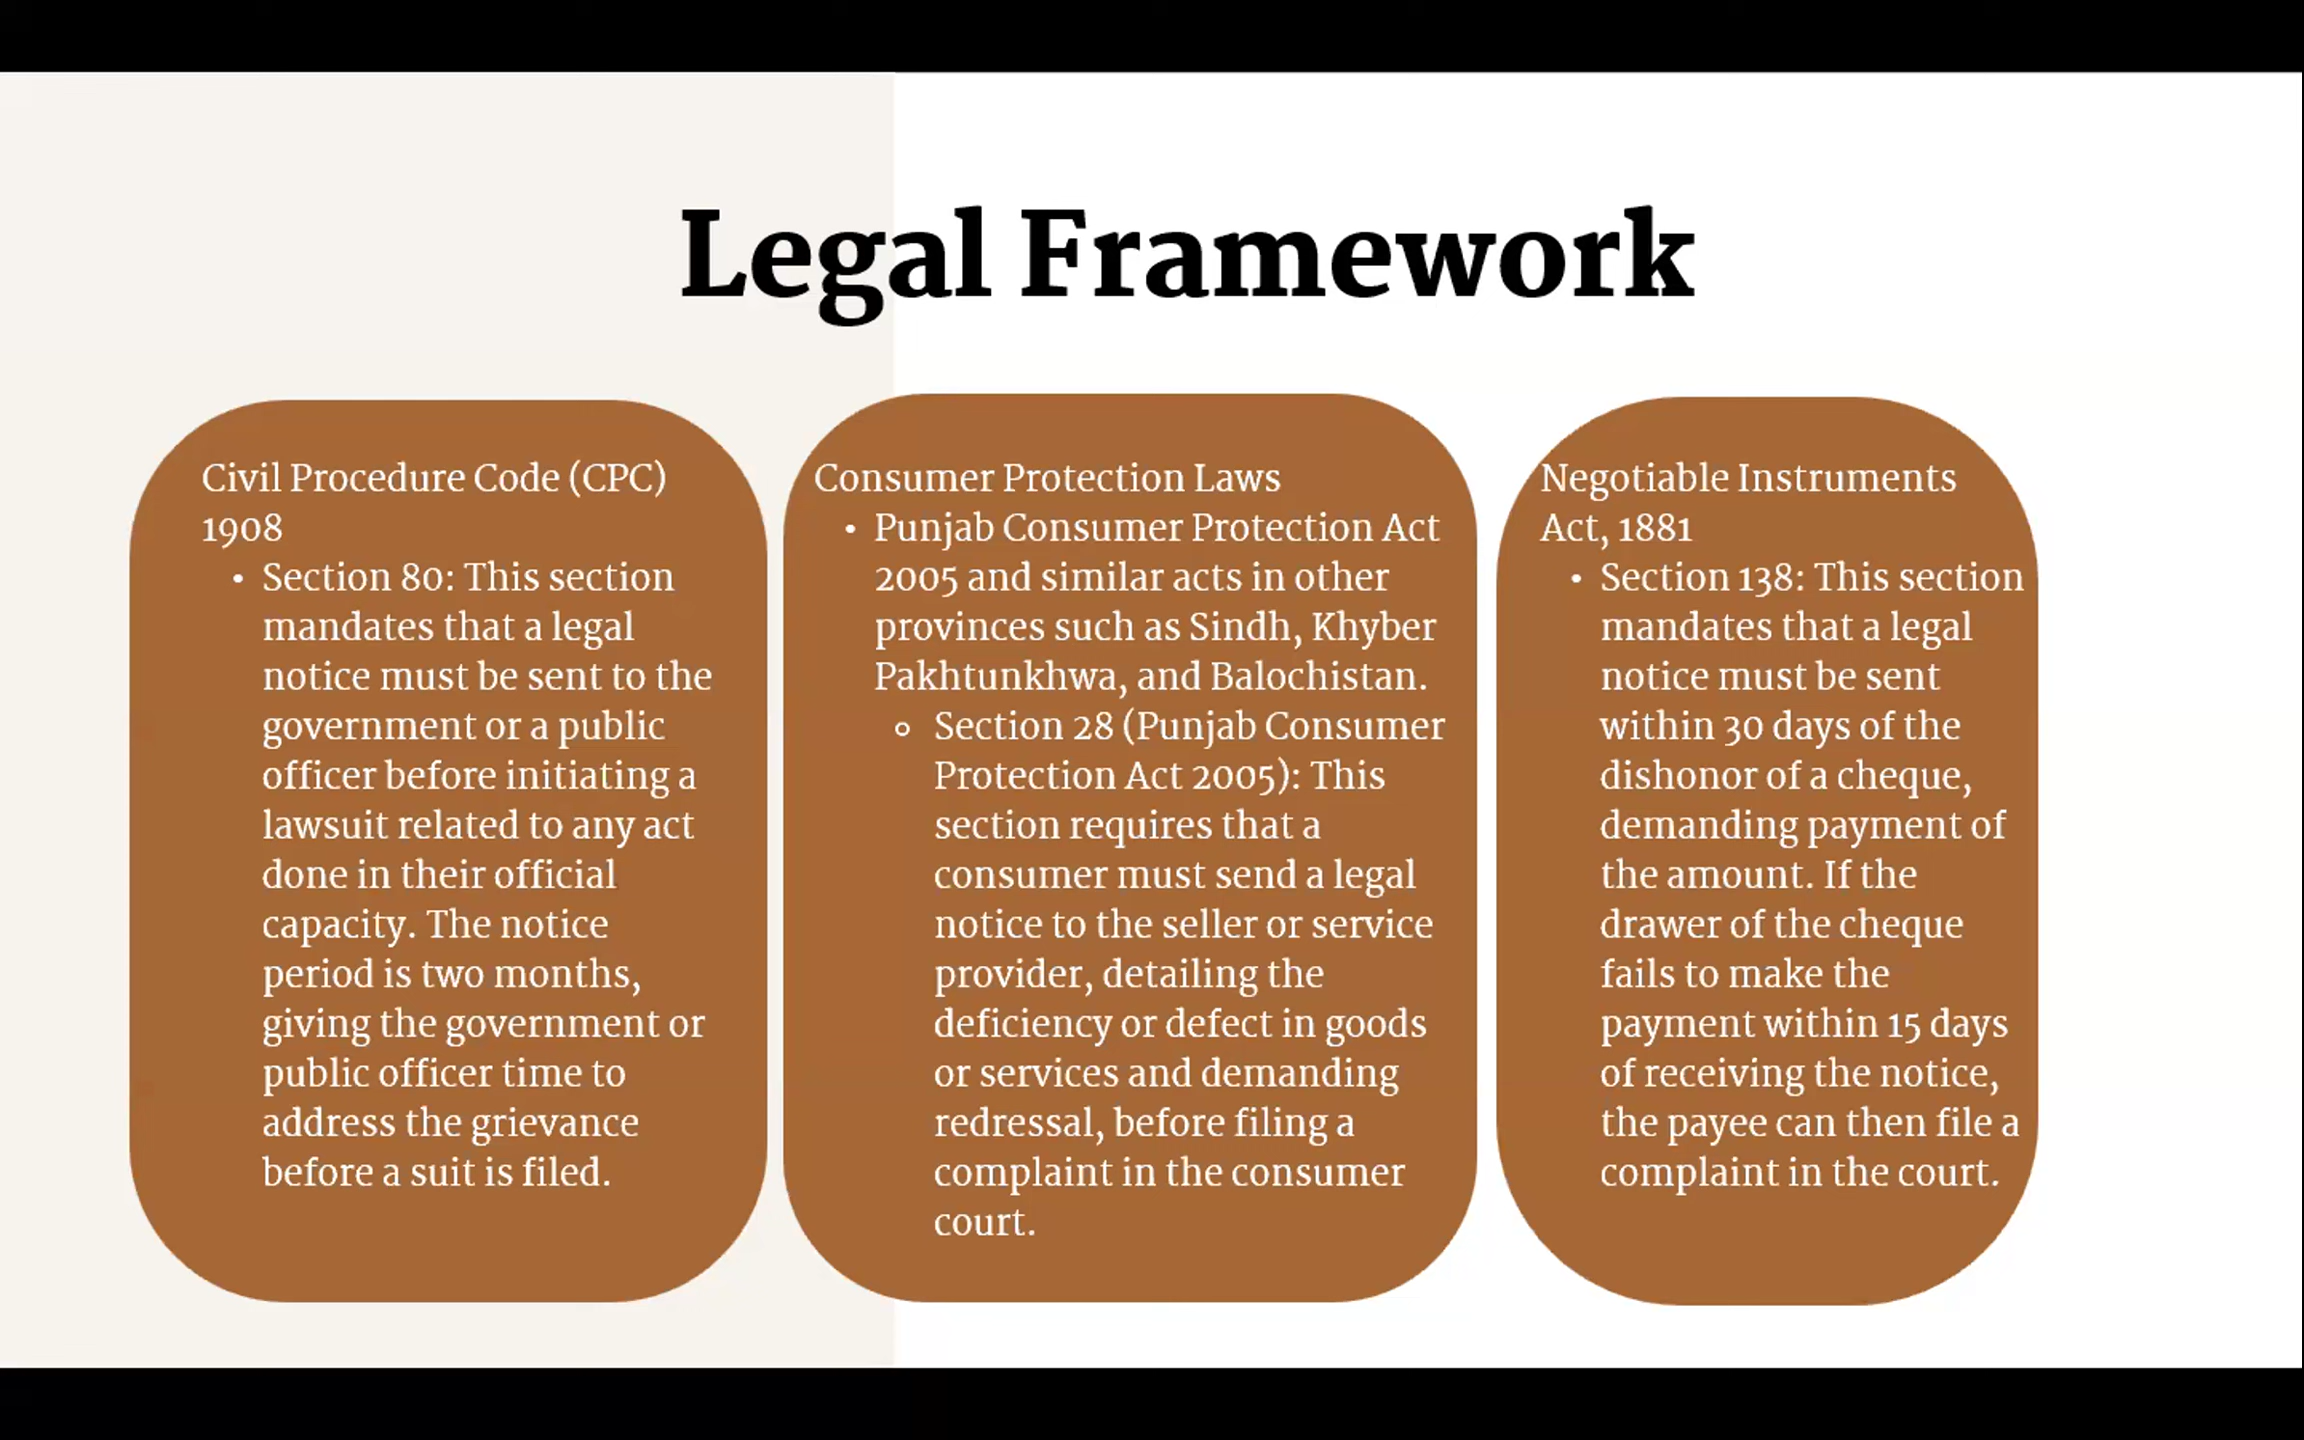 Legal Framework
Civil Procedure Code (CPC)
1908
• Section 80: This section
mandates that a legal
notice must be sent to the
government or a public
officer before initiating a
lawsuit related to any act
done in their official
capacity. The notice
period is two months,
giving the government or
public officer time to
address the grievance
before a suit is filed.
Consumer Protection Laws
• Punjab Consumer Protection Act
2005 and similar acts in other
provinces such as Sindh, Khyber
Pakhtunkhwa, and Balochistan.
○ Section 28 (Punjab Consumer
Protection Act 2005): This
section requires that a
consumer must send a legal
notice to the seller or service
provider, detailing the
deficiency or defect in goods
or services and demanding
redressal, before filing a
complaint in the consumer
court.
Negotiable Instruments
Act, 1881
• Section 138: This section
mandates that a legal
notice must be sent
within 30 days of the
dishonor of a cheque,
demanding payment of
the amount. If the
drawer of the cheque
fails to make the
payment within 15 days
of receiving the notice,
the payee can then file a
complaint in the court.